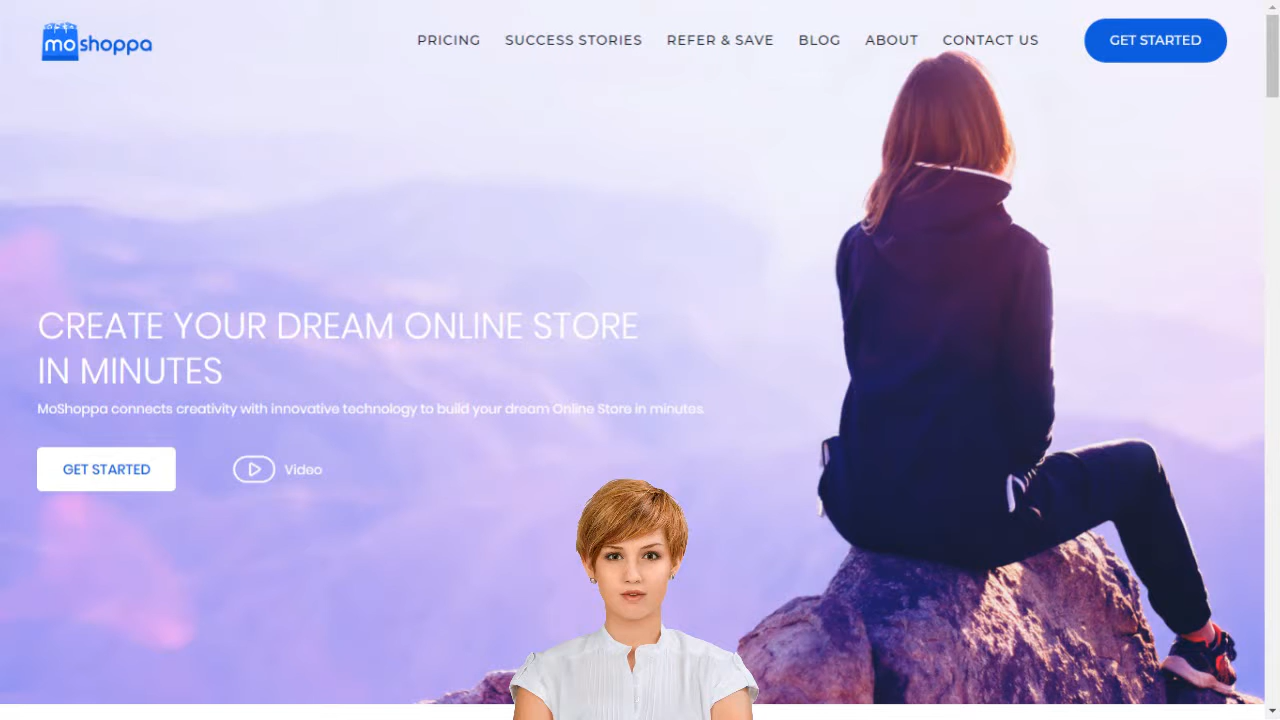 moshoppa
PRICING SUCCESS STORIES REFER & SAVE BLOG ABOUT CONTACT US GET STARTED
CREATE YOUR DREAM ONLINE STORE
IN MINUTES
MoShoppa connects creativity with innovative technology to build your dream Online Store in minutes
GET STARTED Video